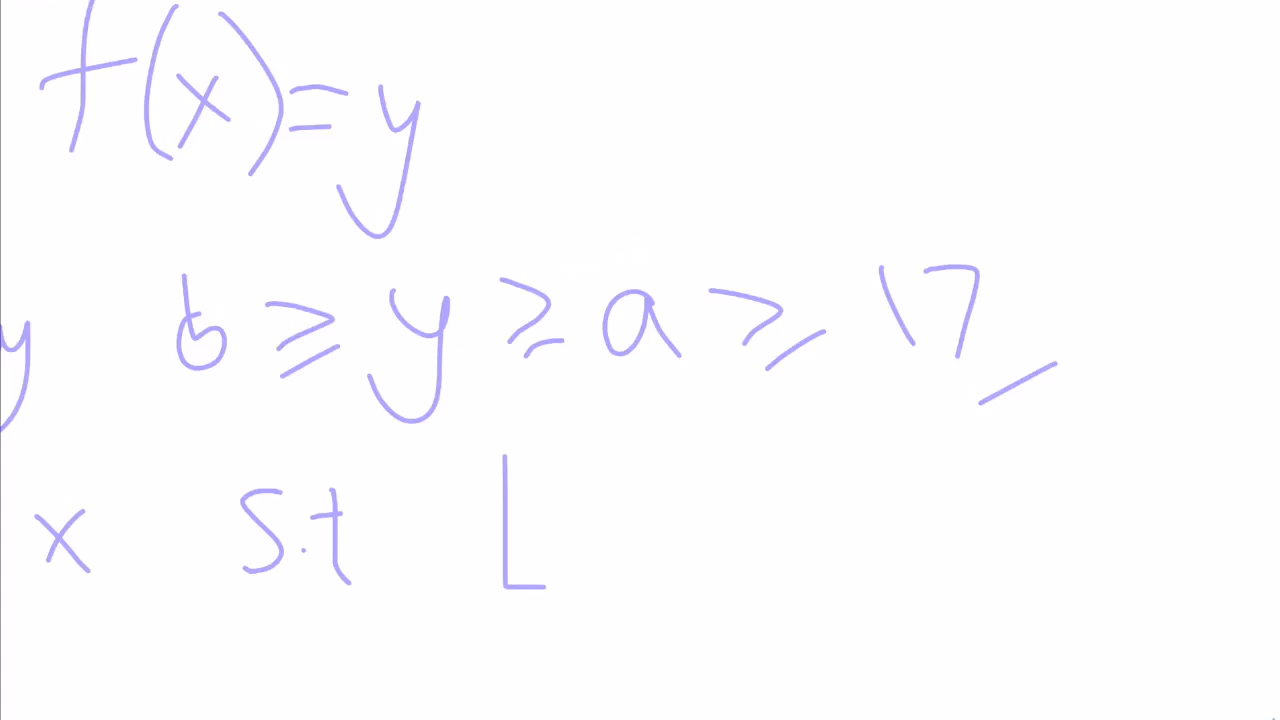 f(x)=y
y b ≥ y ≥ a ≥ 17
x s.t L